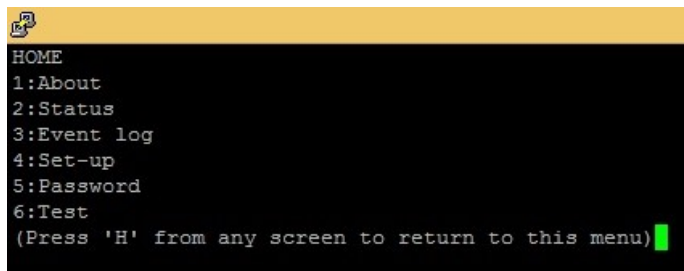 HOME
1:About
2:Status
3:Event log
4:Set-up
5:Password
6:Test
(Press 'H' from any screen to return to this menu)